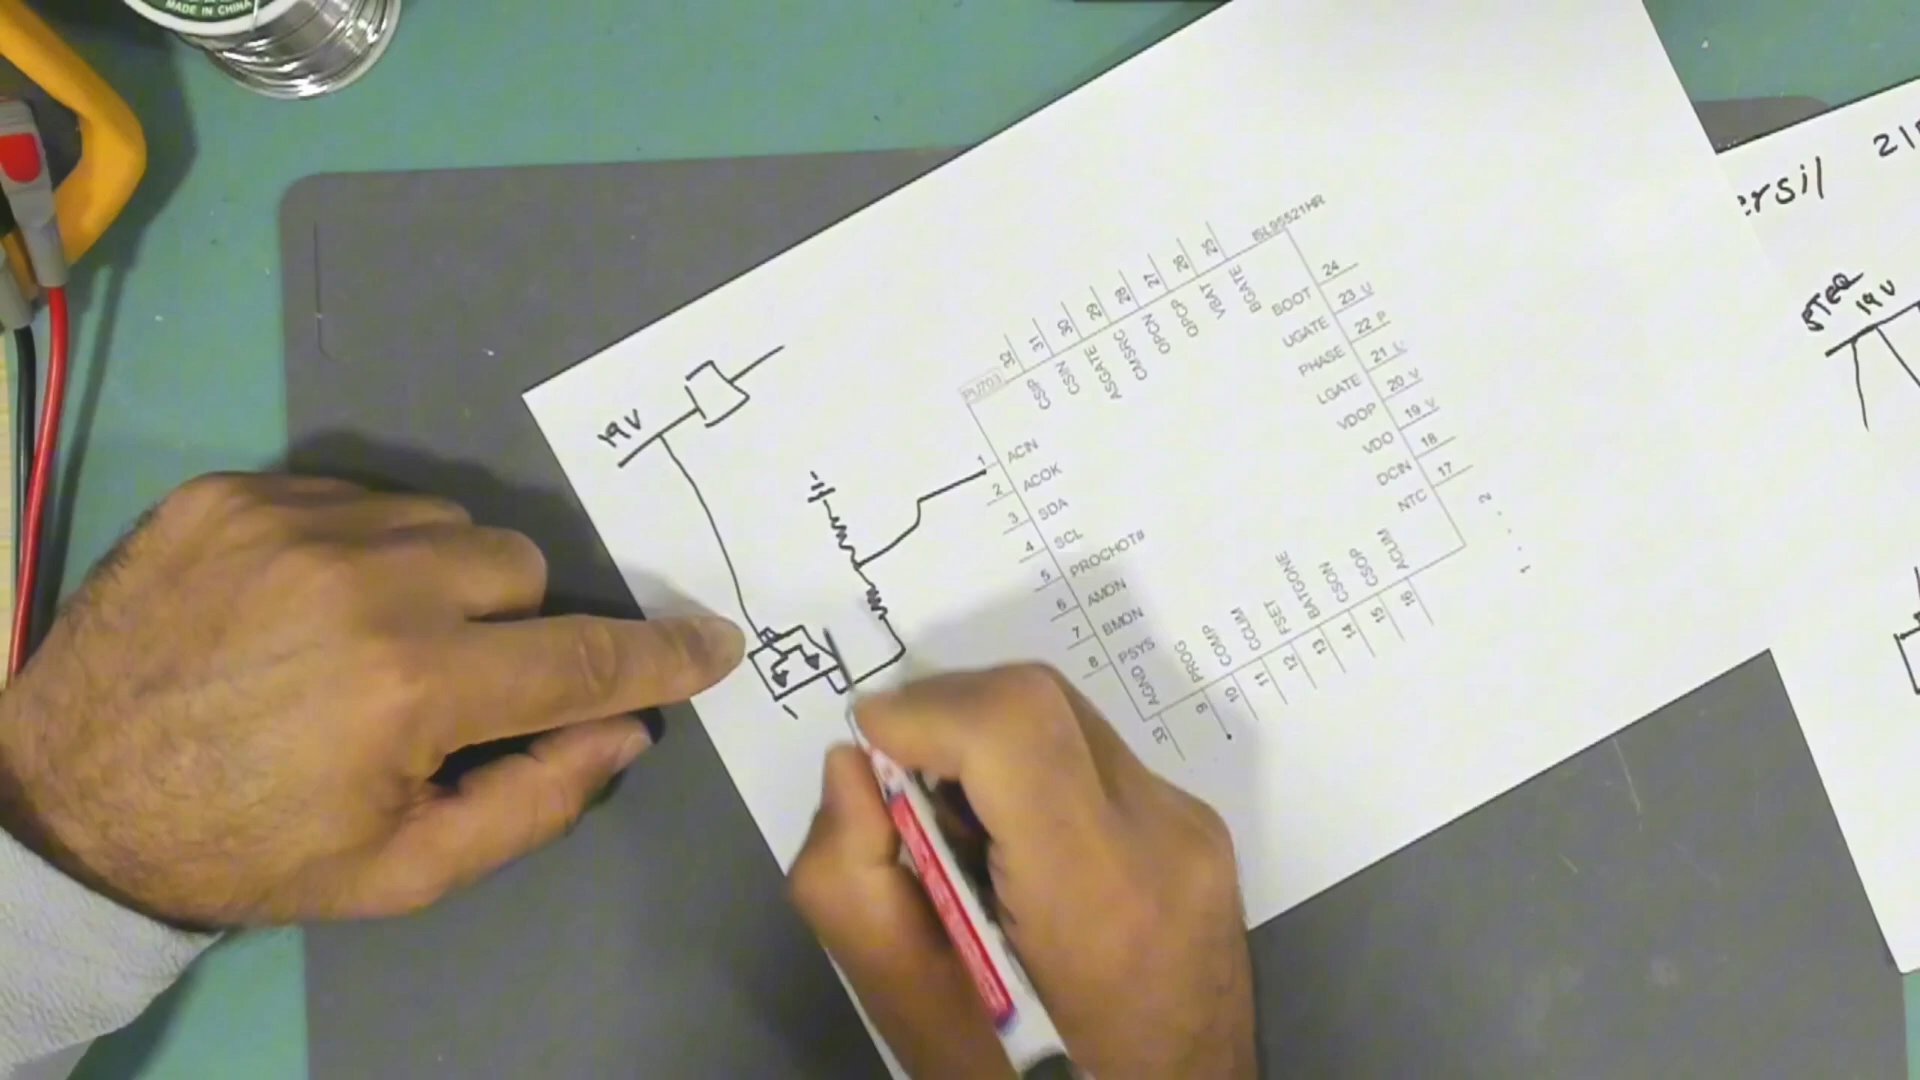 MADE IN CHINA
19V
PU703
ISL95521HR
32
31
30
29
28
27
26
25
CSIP
CSIN
ASGATE
CMSRC
OPCN
OPCP
VBAT
BGATE
1 ACIN
2 ACOK
3 SDA
4 SCL
5 PROCHOT#
6 AMON
7 BMON
8 PSYS
33 AGND
9 PROG
10 COMP
11 CCLIM
12 FSET
13 BATGONE
14 CSON
15 CSOP
16 ACLIM
BOOT 24
UGATE 23 U
PHASE 22 P
LGATE 21
VDDP 20 V
VDD 19 V
DCIN 18
NTC 17
2 .... 1
ersil 21
19V